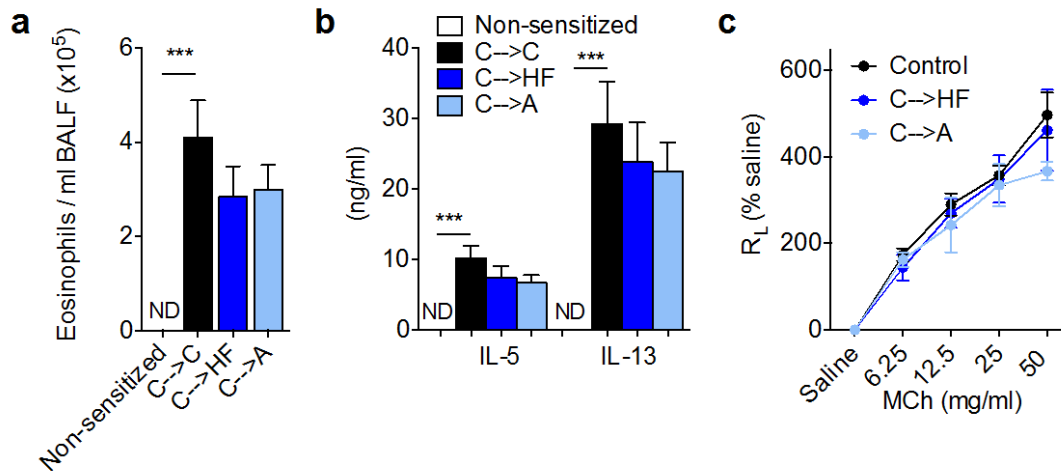 a
Eosinophils / ml BALF (x10⁵)
6
4
2
0
***
ND
Non-sensitized
C-->C
C-->HF
C-->A
b
(ng/ml)
40
30
20
10
0
Non-sensitized
C-->C
C-->HF
C-->A
***
***
ND
ND
IL-5
IL-13
c
R_L (% saline)
600
400
200
0
Control
C-->HF
C-->A
Saline
6.25
12.5
25
50
MCh (mg/ml)